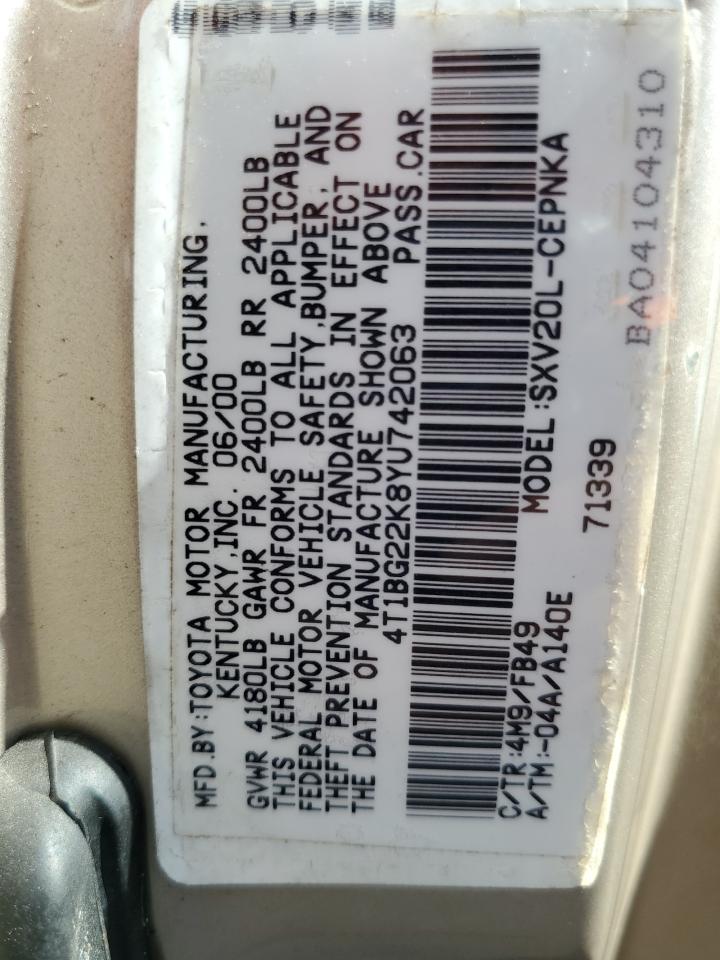 MFD.BY:TOYOTA MOTOR MANUFACTURING,
KENTUCKY,INC. 06/00
GVWR 4180LB GAWR FR 2400LB RR 2400LB
THIS VEHICLE CONFORMS TO ALL APPLICABLE
FEDERAL MOTOR VEHICLE SAFETY,BUMPER, AND
THEFT PREVENTION STANDARDS IN EFFECT ON
THE DATE OF MANUFACTURE SHOWN ABOVE
4T1BG22K8YU742063 PASS.CAR
C/TR:4M9/FB49 MODEL:SXV20L-CEPNKA
A/TM:-04A/A140E
71339
BA04104310